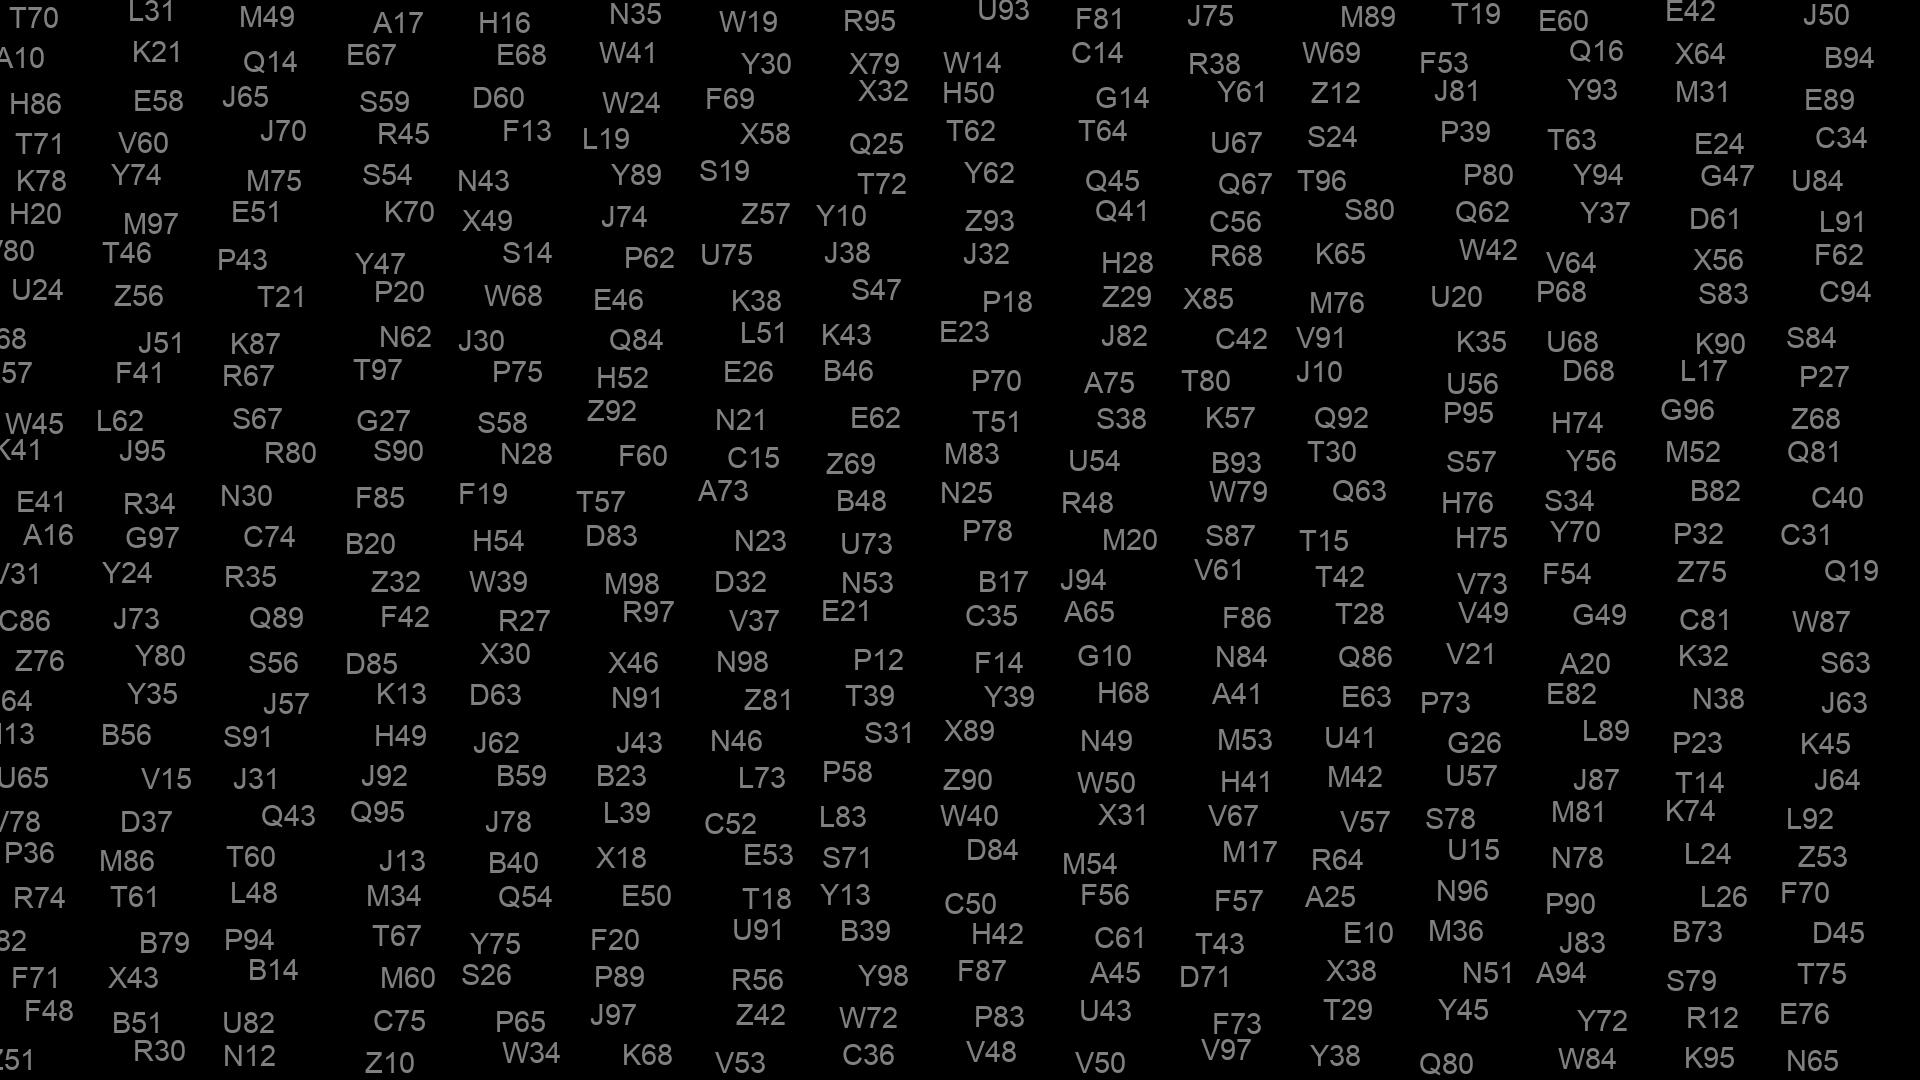 T70 L31 M49 A17 H16 N35 W19 R95 U93 F81 J75 M89 T19 E60 E42 J50
A10 K21 Q14 E67 E68 W41 Y30 X79 W14 C14 R38 W69 F53 Q16 X64 B94
H86 E58 J65 S59 D60 W24 F69 X32 H50 G14 Y61 Z12 J81 Y93 M31 E89
T71 V60 J70 R45 F13 L19 X58 Q25 T62 T64 U67 S24 P39 T63 E24 C34
K78 Y74 M75 S54 N43 Y89 S19 T72 Y62 Q45 Q67 T96 P80 Y94 G47 U84
H20 M97 E51 K70 X49 J74 Z57 Y10 Z93 Q41 C56 S80 Q62 Y37 D61 L91
80 T46 P43 Y47 S14 P62 U75 J38 J32 H28 R68 K65 W42 V64 X56 F62
U24 Z56 T21 P20 W68 E46 K38 S47 P18 Z29 X85 M76 U20 P68 S83 C94
68 J51 K87 N62 J30 Q84 L51 K43 E23 J82 C42 V91 K35 U68 K90 S84
57 F41 R67 T97 P75 H52 E26 B46 P70 A75 T80 J10 U56 D68 L17 P27
W45 L62 S67 G27 S58 Z92 N21 E62 T51 S38 K57 Q92 P95 H74 G96 Z68
K41 J95 R80 S90 N28 F60 C15 Z69 M83 U54 B93 T30 S57 Y56 M52 Q81
E41 R34 N30 F85 F19 T57 A73 B48 N25 R48 W79 Q63 H76 S34 B82 C40
A16 G97 C74 B20 H54 D83 N23 U73 P78 M20 S87 T15 H75 Y70 P32 C31
V31 Y24 R35 Z32 W39 M98 D32 N53 B17 J94 V61 T42 V73 F54 Z75 Q19
C86 J73 Q89 F42 R27 R97 V37 E21 C35 A65 F86 T28 V49 G49 C81 W87
Z76 Y80 S56 D85 X30 X46 N98 P12 F14 G10 N84 Q86 V21 A20 K32 S63
64 Y35 J57 K13 D63 N91 Z81 T39 Y39 H68 A41 E63 P73 E82 N38 J63
13 B56 S91 H49 J62 J43 N46 S31 X89 N49 M53 U41 G26 L89 P23 K45
U65 V15 J31 J92 B59 B23 L73 P58 Z90 W50 H41 M42 U57 J87 T14 J64
V78 D37 Q43 Q95 J78 L39 C52 L83 W40 X31 V67 V57 S78 M81 K74 L92
P36 M86 T60 J13 B40 X18 E53 S71 D84 M54 M17 R64 U15 N78 L24 Z53
R74 T61 L48 M34 Q54 E50 T18 Y13 C50 F56 F57 A25 N96 P90 L26 F70
82 B79 P94 T67 Y75 F20 U91 B39 H42 C61 T43 E10 M36 J83 B73 D45
F71 X43 B14 M60 S26 P89 R56 Y98 F87 A45 D71 X38 N51 A94 S79 T75
F48 B51 U82 C75 P65 J97 Z42 W72 P83 U43 F73 T29 Y45 Y72 R12 E76
Z51 R30 N12 Z10 W34 K68 V53 C36 V48 V50 V97 Y38 Q80 W84 K95 N65